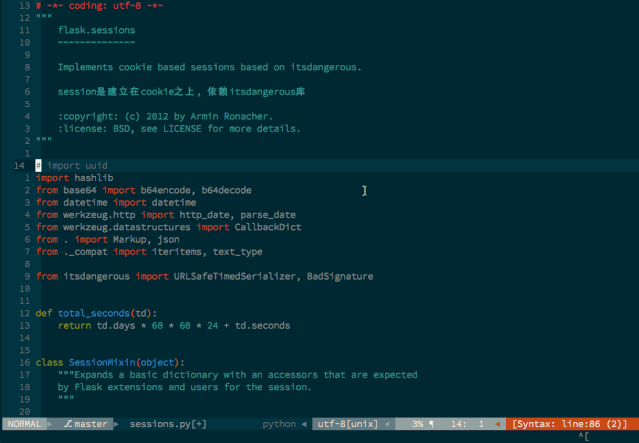 13 # -*- coding: utf-8 -*-
12 """
11     flask.sessions
10     ~~~~~~~~~~~~~~
9
8     Implements cookie based sessions based on itsdangerous.
7
6     session是建立在cookie之上, 依赖itsdangerous库
5
4     :copyright: (c) 2012 by Armin Ronacher.
3     :license: BSD, see LICENSE for more details.
2 """
1
14 # import uuid
1 import hashlib
2 from base64 import b64encode, b64decode
3 from datetime import datetime
4 from werkzeug.http import http_date, parse_date
5 from werkzeug.datastructures import CallbackDict
6 from . import Markup, json
7 from ._compat import iteritems, text_type
8
9 from itsdangerous import URLSafeTimedSerializer, BadSignature
10
11
12 def total_seconds(td):
13     return td.days * 60 * 60 * 24 + td.seconds
14
15
16 class SessionMixin(object):
17     """Expands a basic dictionary with an accessors that are expected
18     by Flask extensions and users for the session.
19     """
20
NORMAL master sessions.py[+] python utf-8[unix] 3% ¶ 14: 1 [Syntax: line:86 (2)]
^[